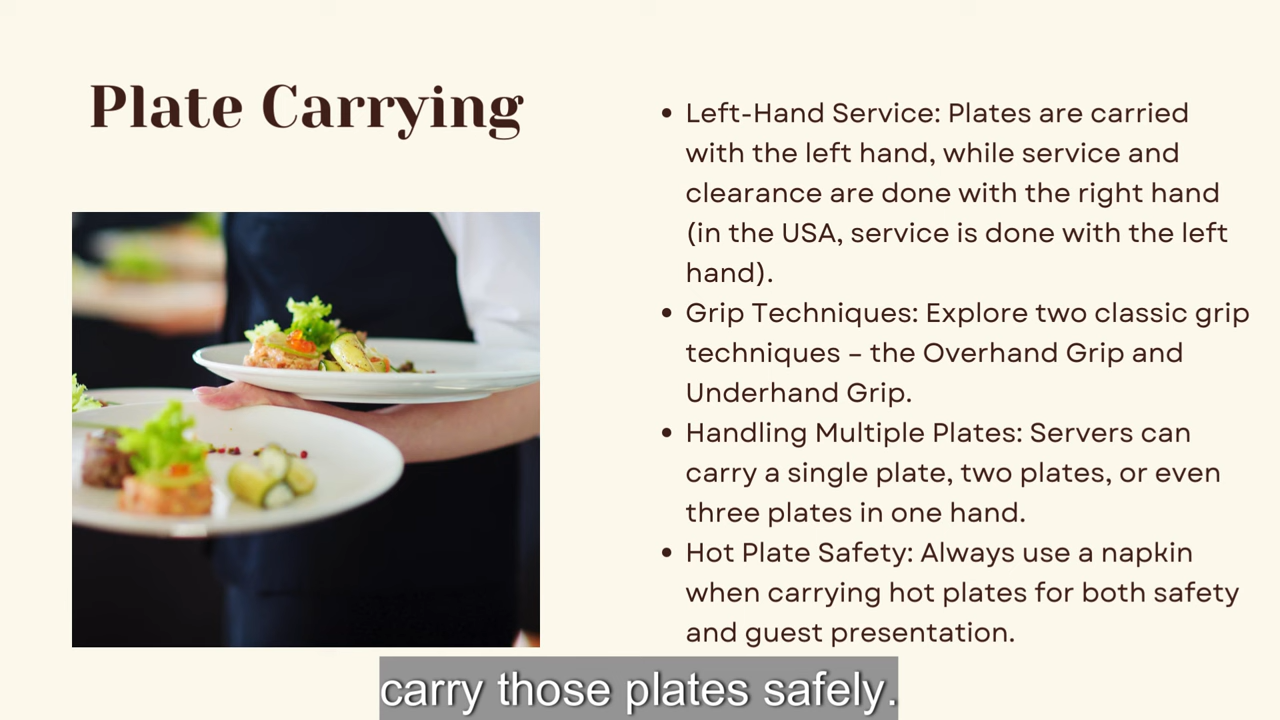 Plate Carrying
• Left-Hand Service: Plates are carried
with the left hand, while service and
clearance are done with the right hand
(in the USA, service is done with the left
hand).
• Grip Techniques: Explore two classic grip
techniques – the Overhand Grip and
Underhand Grip.
• Handling Multiple Plates: Servers can
carry a single plate, two plates, or even
three plates in one hand.
• Hot Plate Safety: Always use a napkin
when carrying hot plates for both safety
and guest presentation.
carry those plates safely.